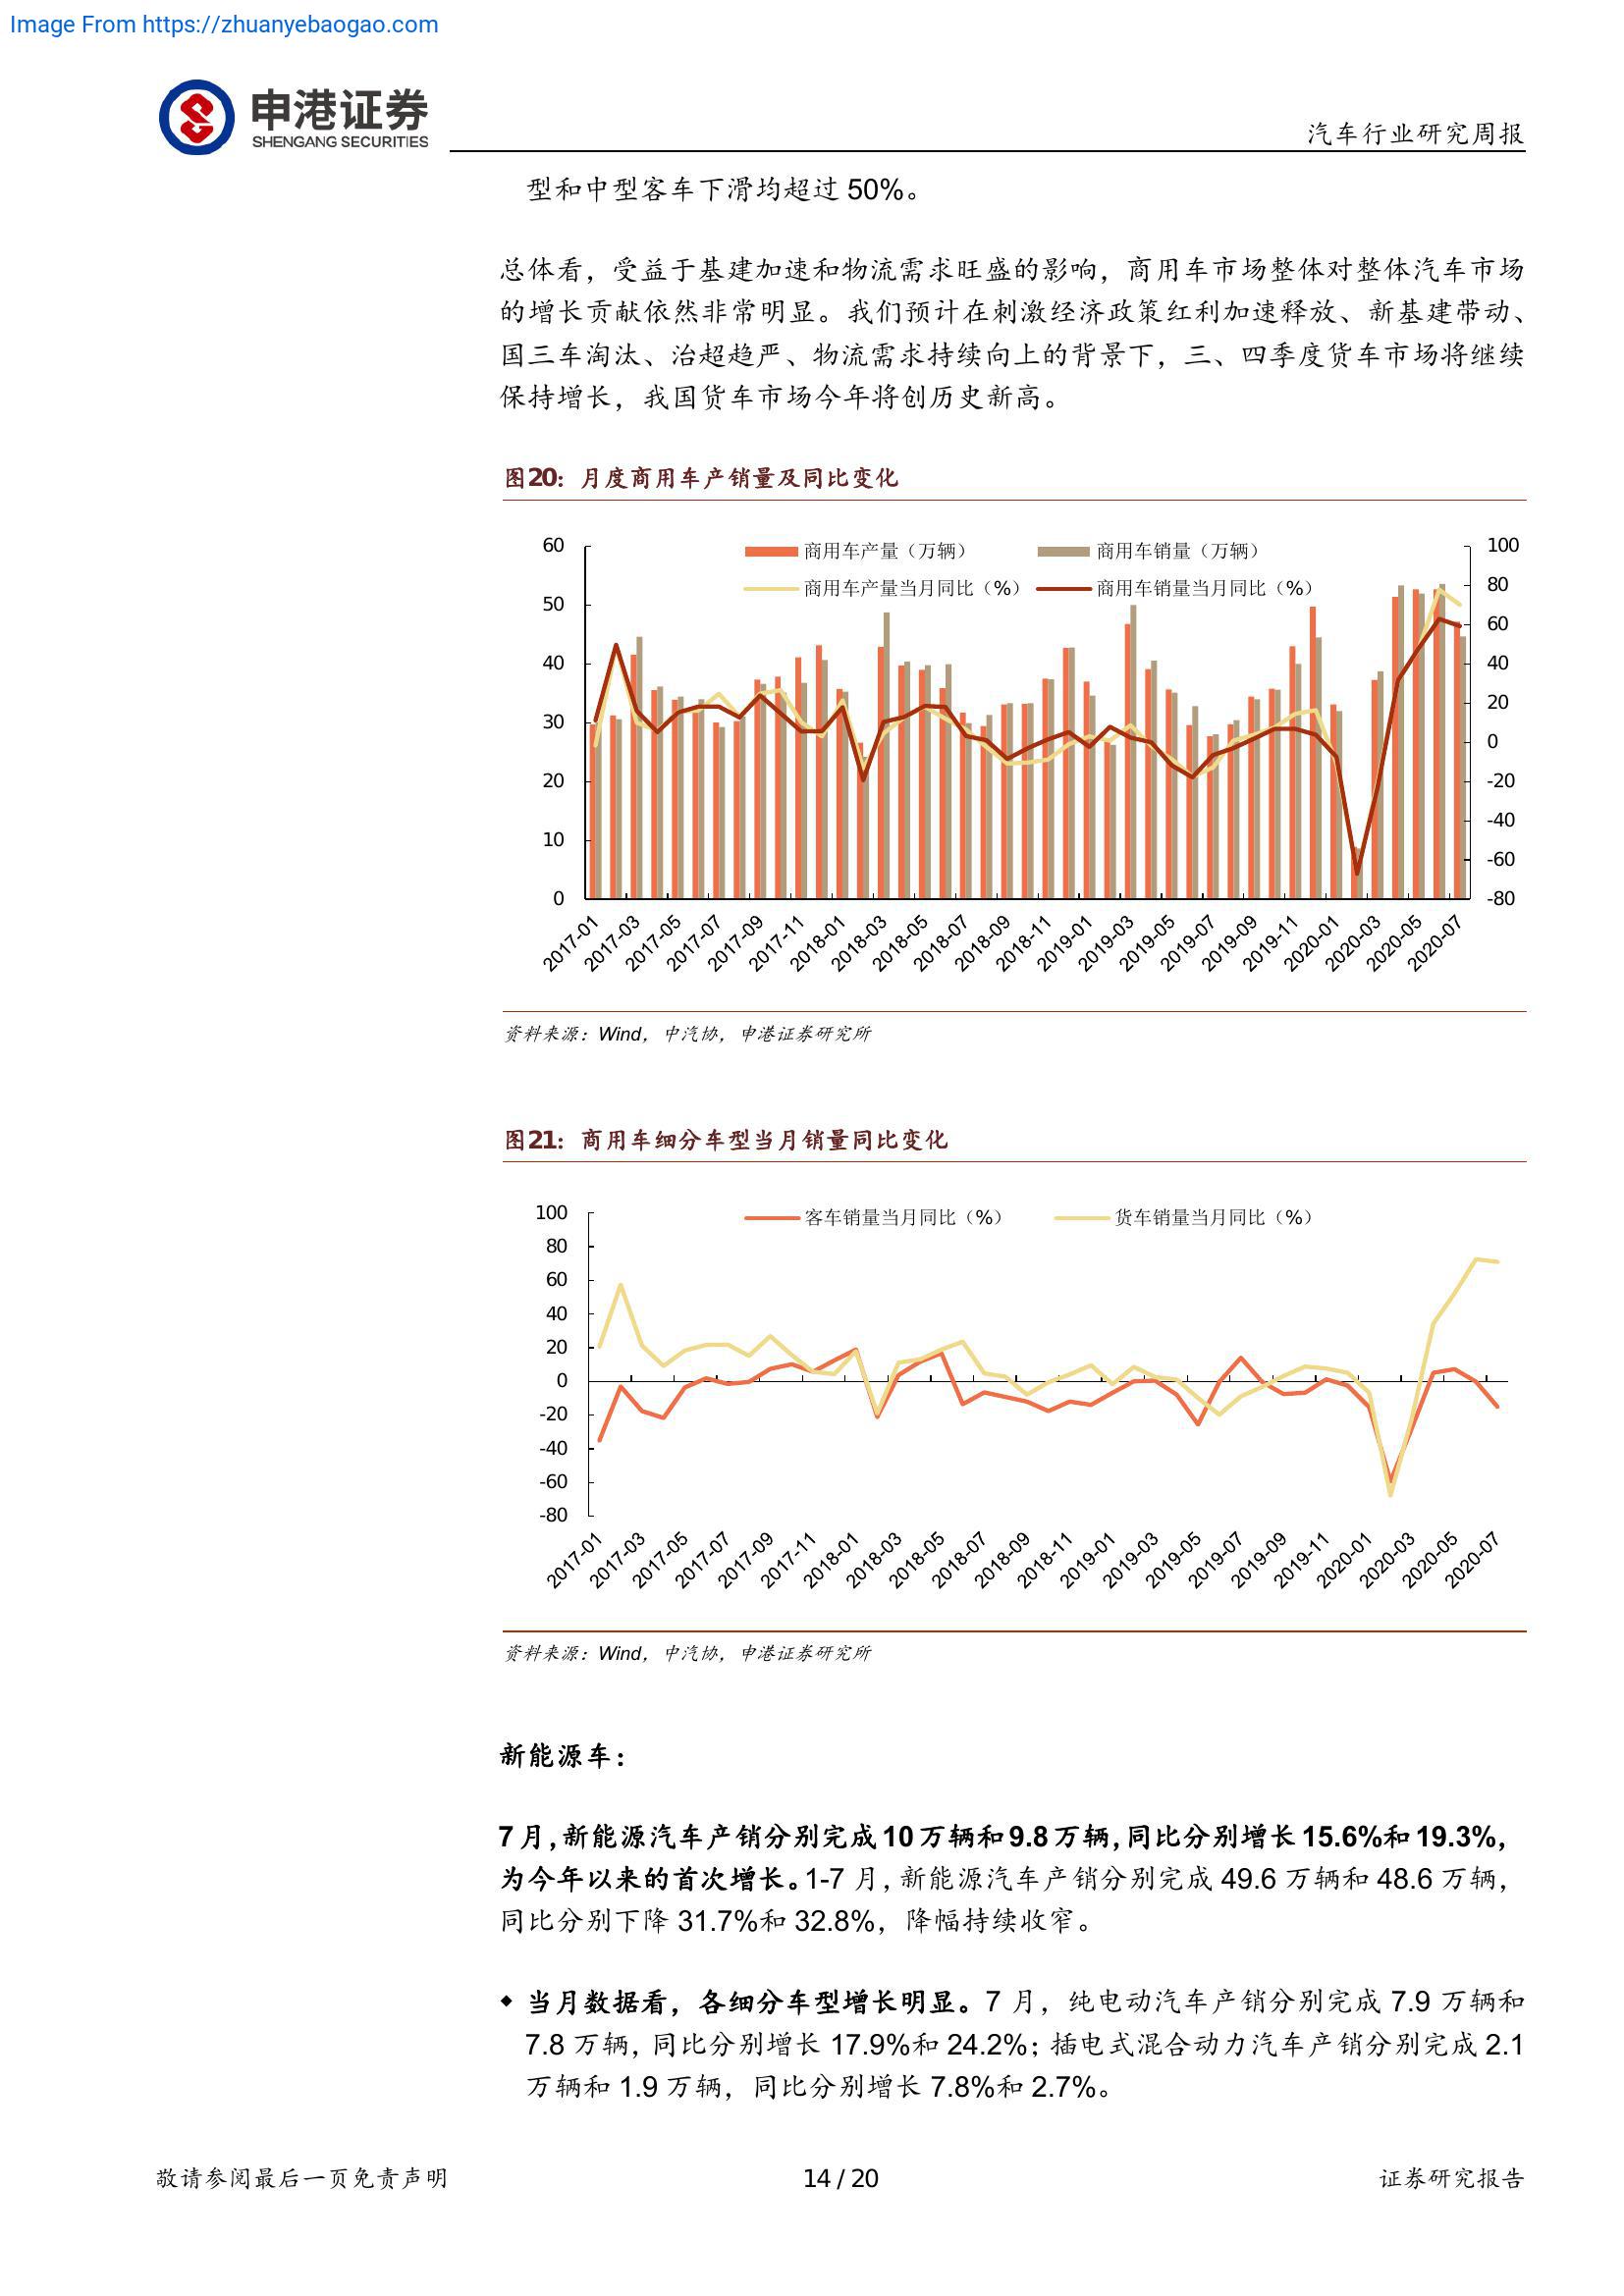 Image From https://zhuanyebaogao.com
申港证券
SHENGANG SECURITIES
汽车行业研究周报
型和中型客车下滑均超过 50%。
总体看，受益于基建加速和物流需求旺盛的影响，商用车市场整体对整体汽车市场
的增长贡献依然非常明显。我们预计在刺激经济政策红利加速释放、新基建带动、
国三车淘汰、治超趋严、物流需求持续向上的背景下，三、四季度货车市场将继续
保持增长，我国货车市场今年将创历史新高。
图20：月度商用车产销量及同比变化
商用车产量（万辆） 商用车销量（万辆）
商用车产量当月同比（%） 商用车销量当月同比（%）
60 100
50 80
40 60
30 40
20 20
10 0
0 -20
-40
-60
-80
2017-01 2017-03 2017-05 2017-07 2017-09 2017-11 2018-01 2018-03 2018-05 2018-07 2018-09 2018-11 2019-01 2019-03 2019-05 2019-07 2019-09 2019-11 2020-01 2020-03 2020-05 2020-07
资料来源：Wind，中汽协，申港证券研究所
图21：商用车细分车型当月销量同比变化
客车销量当月同比（%） 货车销量当月同比（%）
100
80
60
40
20
0
-20
-40
-60
-80
2017-01 2017-03 2017-05 2017-07 2017-09 2017-11 2018-01 2018-03 2018-05 2018-07 2018-09 2018-11 2019-01 2019-03 2019-05 2019-07 2019-09 2019-11 2020-01 2020-03 2020-05 2020-07
资料来源：Wind，中汽协，申港证券研究所
新能源车：
7 月，新能源汽车产销分别完成 10 万辆和 9.8 万辆，同比分别增长 15.6%和 19.3%，
为今年以来的首次增长。1-7 月，新能源汽车产销分别完成 49.6 万辆和 48.6 万辆，
同比分别下降 31.7%和 32.8%，降幅持续收窄。
◆ 当月数据看，各细分车型增长明显。7 月，纯电动汽车产销分别完成 7.9 万辆和
7.8 万辆，同比分别增长 17.9%和 24.2%；插电式混合动力汽车产销分别完成 2.1
万辆和 1.9 万辆，同比分别增长 7.8%和 2.7%。
敬请参阅最后一页免责声明 14 / 20 证券研究报告